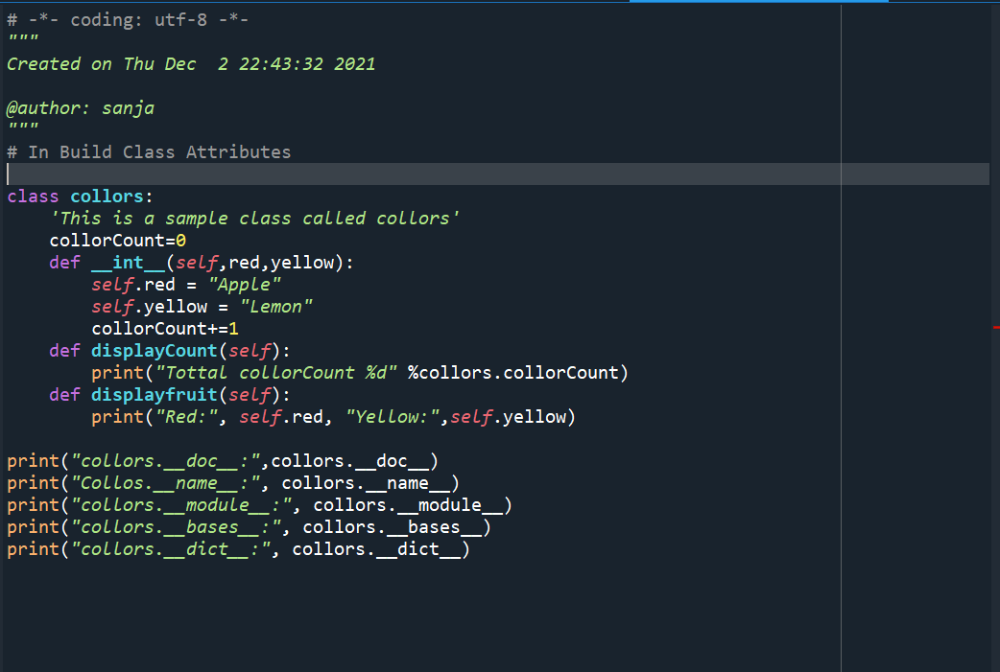 # -*- coding: utf-8 -*-
"""
Created on Thu Dec  2 22:43:32 2021

@author: sanja
"""
# In Build Class Attributes

class collors:
    'This is a sample class called collors'
    collorCount=0
    def __int__(self,red,yellow):
        self.red = "Apple"
        self.yellow = "Lemon"
        collorCount+=1
    def displayCount(self):
        print("Tottal collorCount %d" %collors.collorCount)
    def displayfruit(self):
        print("Red:", self.red, "Yellow:",self.yellow)

print("collors.__doc__:",collors.__doc__)
print("Collos.__name__:", collors.__name__)
print("collors.__module__:", collors.__module__)
print("collors.__bases__:", collors.__bases__)
print("collors.__dict__:", collors.__dict__)